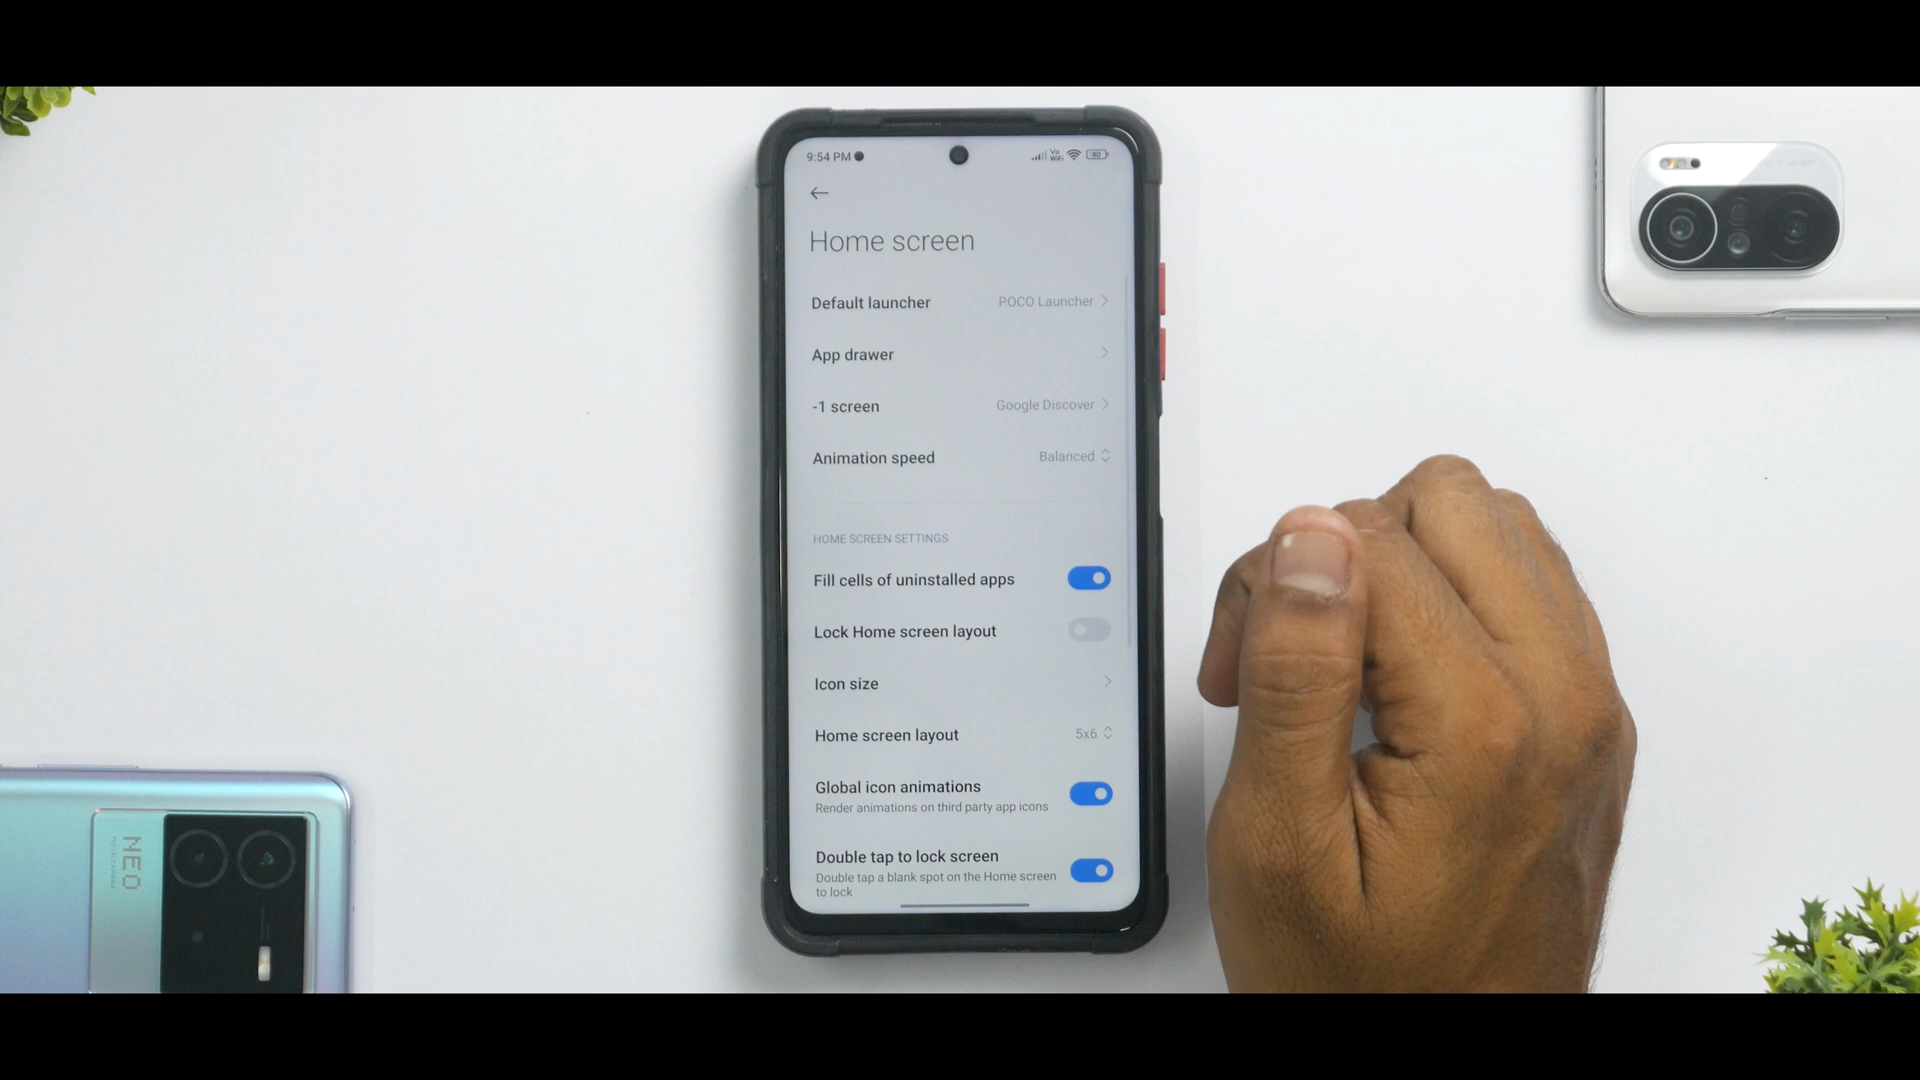 9:54 PM
Vo
WiFi
80
Home screen
Default launcher POCO Launcher
App drawer
-1 screen Google Discover
Animation speed Balanced
HOME SCREEN SETTINGS
Fill cells of uninstalled apps
Lock Home screen layout
Icon size
Home screen layout 5x6
Global icon animations
Render animations on third party app icons
Double tap to lock screen
Double tap a blank spot on the Home screen
to lock
NEO